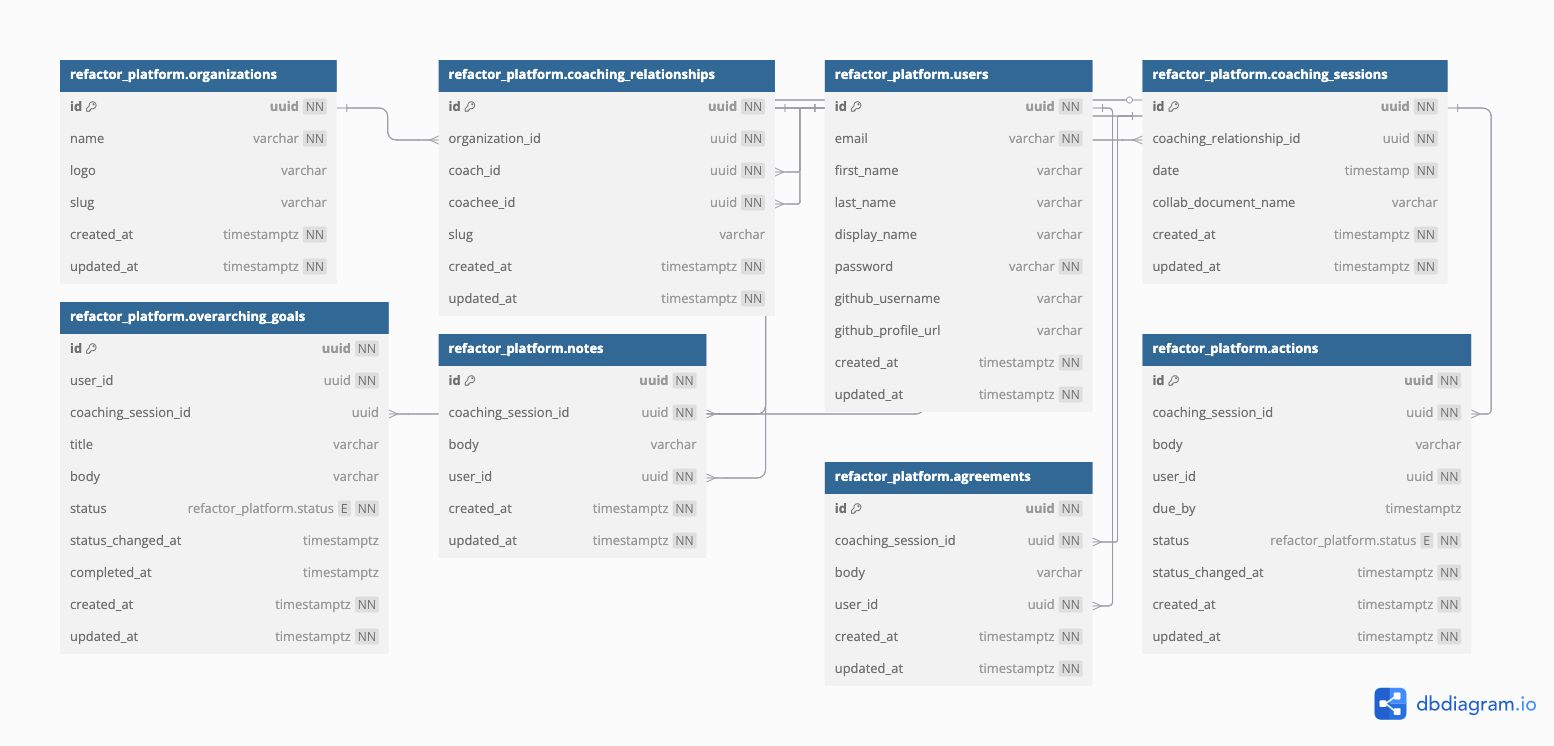 refactor_platform.organizations
id uuid NN
name varchar NN
logo varchar
slug varchar
created_at timestamptz NN
updated_at timestamptz NN
refactor_platform.coaching_relationships
id uuid NN
organization_id uuid NN
coach_id uuid NN
coachee_id uuid NN
slug varchar
created_at timestamptz NN
updated_at timestamptz NN
refactor_platform.users
id uuid NN
email varchar NN
first_name varchar
last_name varchar
display_name varchar
password varchar NN
github_username varchar
github_profile_url varchar
created_at timestamptz NN
updated_at timestamptz NN
refactor_platform.coaching_sessions
id uuid NN
coaching_relationship_id uuid NN
date timestamp NN
collab_document_name varchar
created_at timestamptz NN
updated_at timestamptz NN
refactor_platform.overarching_goals
id uuid NN
user_id uuid NN
coaching_session_id uuid
title varchar
body varchar
status refactor_platform.status E NN
status_changed_at timestamptz
completed_at timestamptz
created_at timestamptz NN
updated_at timestamptz NN
refactor_platform.notes
id uuid NN
coaching_session_id uuid NN
body varchar
user_id uuid NN
created_at timestamptz NN
updated_at timestamptz NN
refactor_platform.agreements
id uuid NN
coaching_session_id uuid NN
body varchar
user_id uuid NN
created_at timestamptz NN
updated_at timestamptz NN
refactor_platform.actions
id uuid NN
coaching_session_id uuid NN
body varchar
user_id uuid NN
due_by timestamptz
status refactor_platform.status E NN
status_changed_at timestamptz NN
created_at timestamptz NN
updated_at timestamptz NN
dbdiagram.io